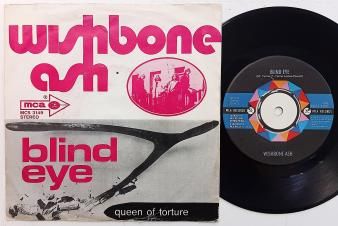 wishbone
ash
mca
MCS 3149
STEREO
blind
eye
queen of torture
BLIND EYE
WISHBONE ASH